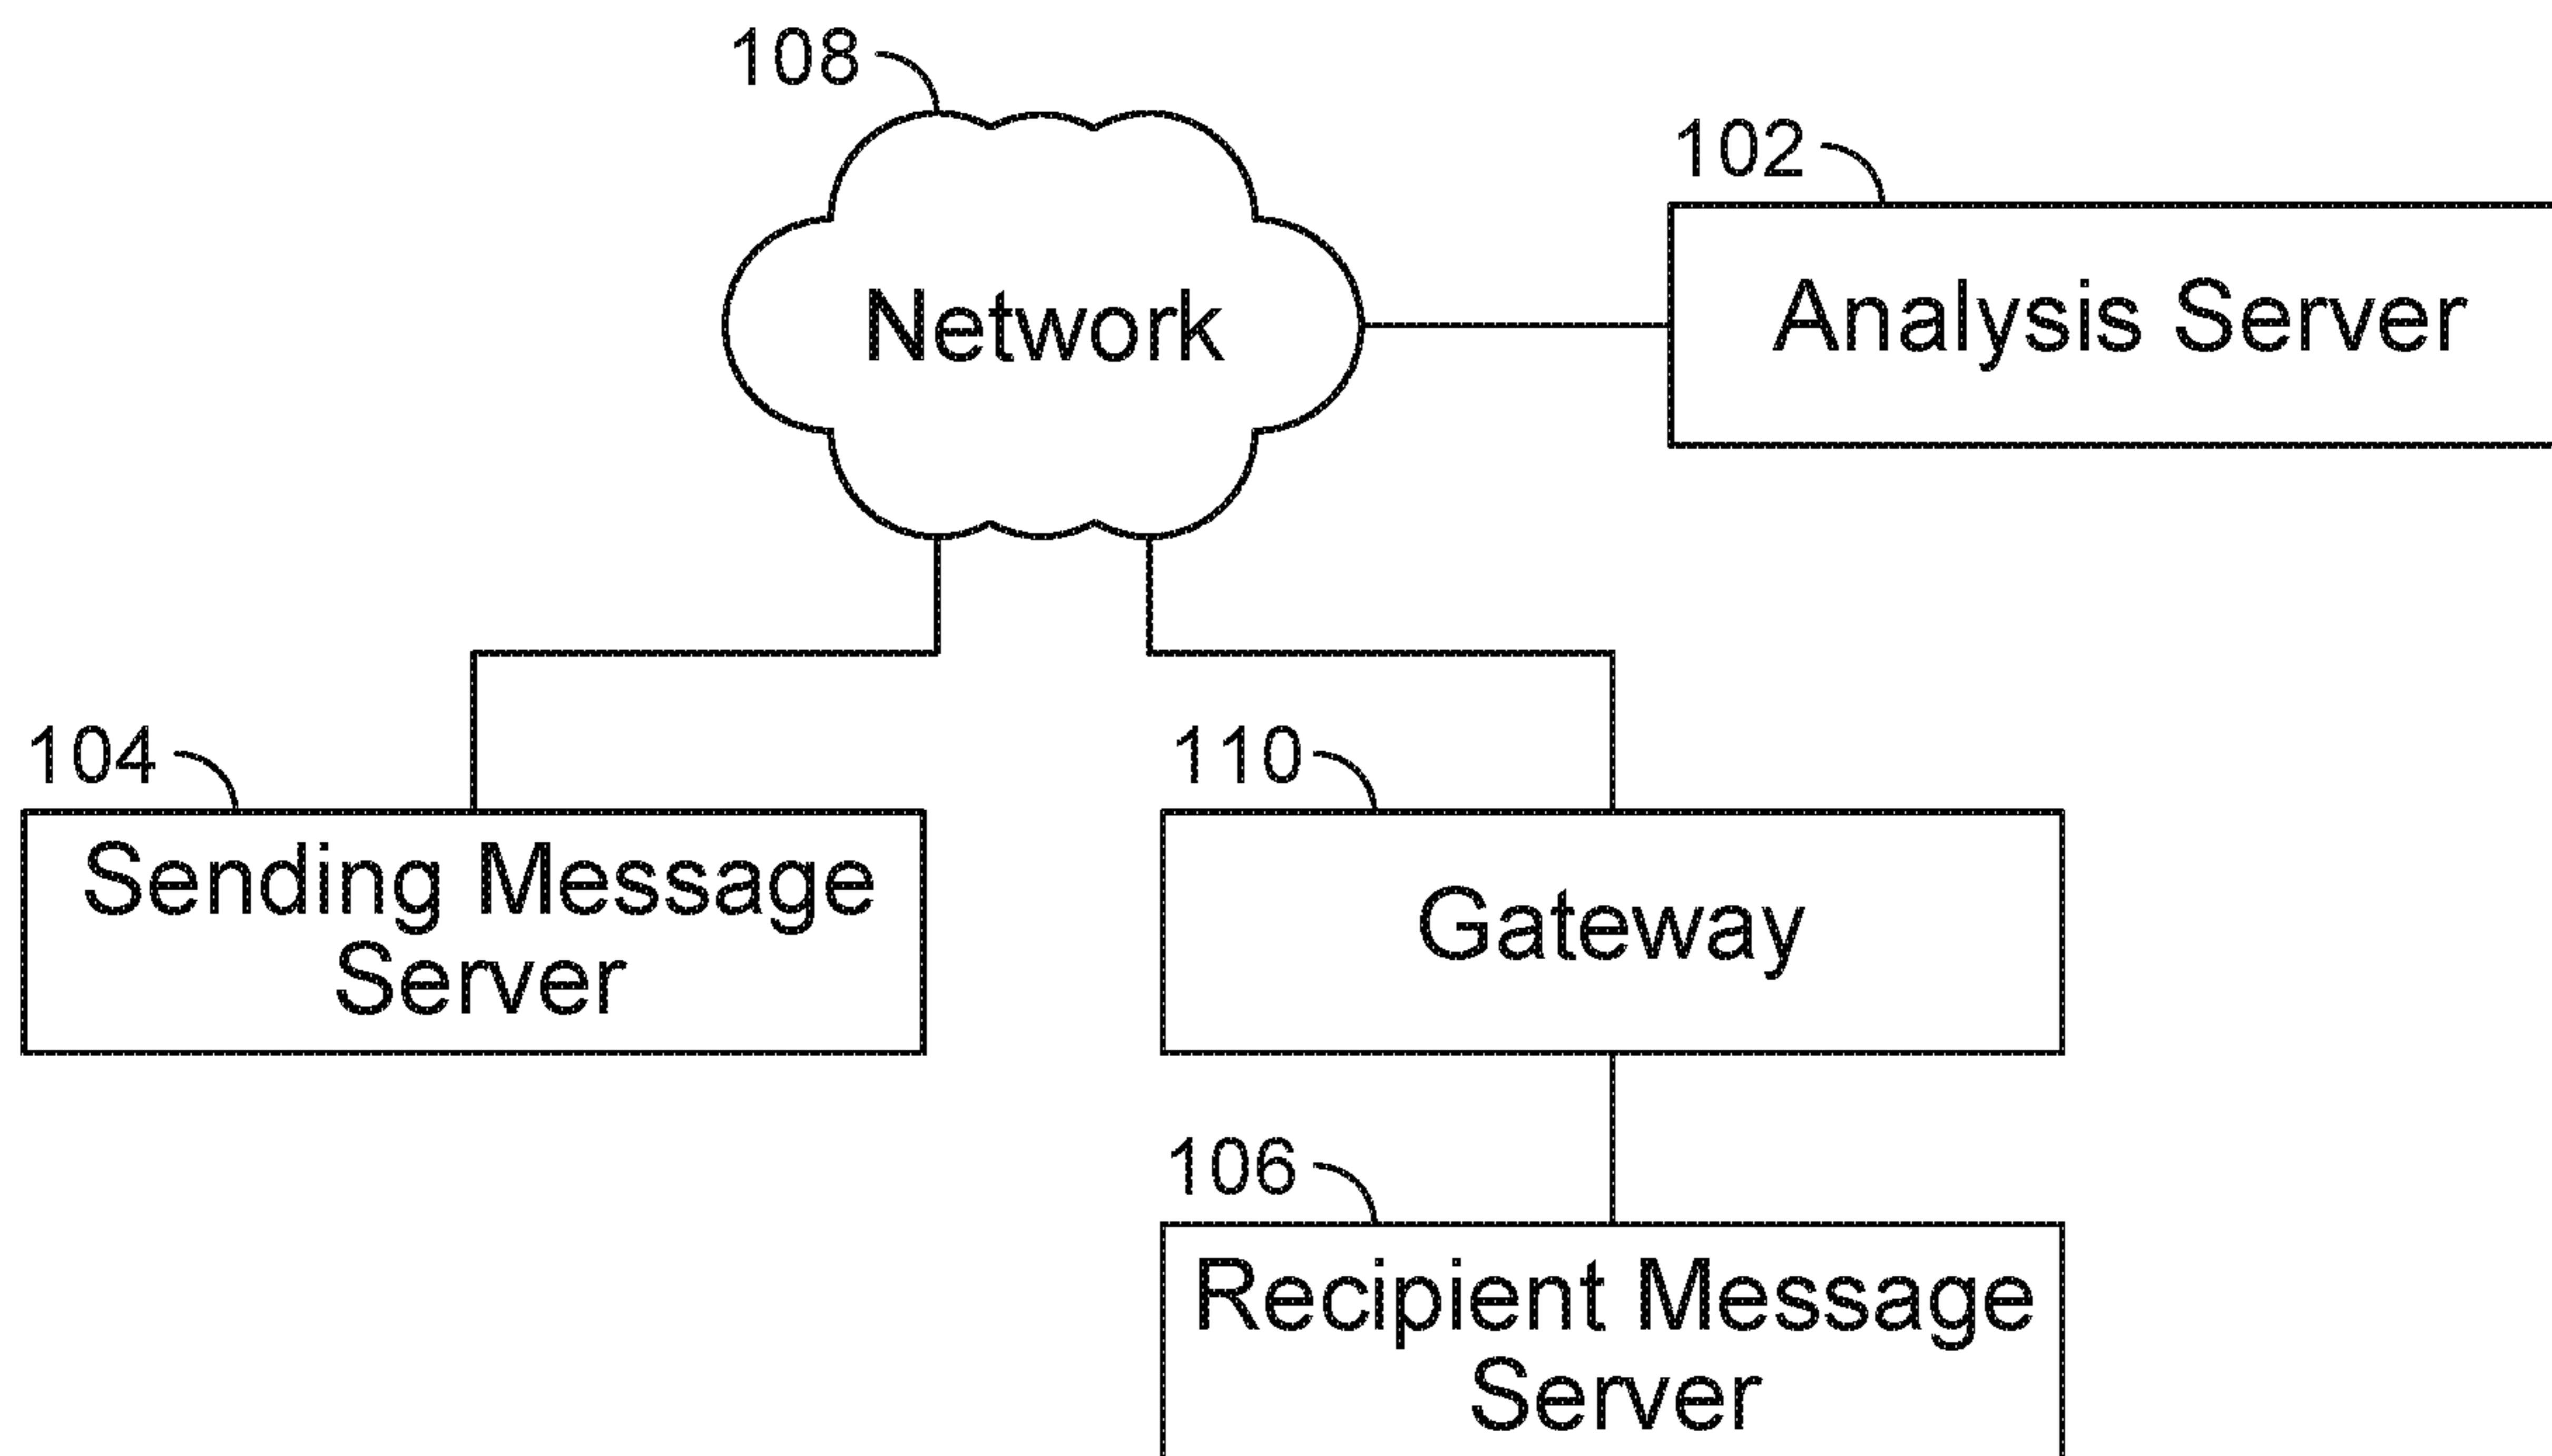 108
102
Network
Analysis Server
104
110
Sending Message
Server
Gateway
106
Recipient Message
Server